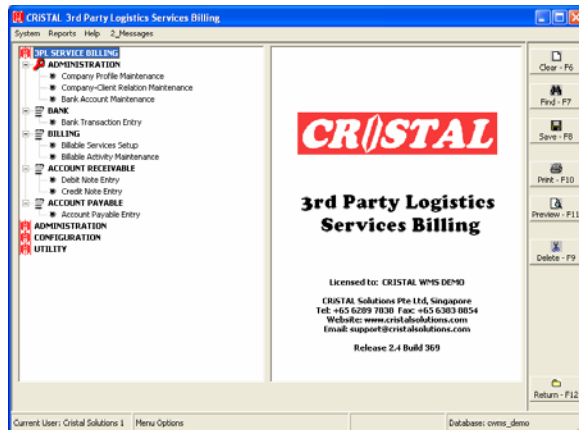 CRiSTAL 3rd Party Logistics Services Billing
System Reports Help 2_Messages
3PL SERVICE BILLING
ADMINISTRATION
Company Profile Maintenance
Company-Client Relation Maintenance
Bank Account Maintenance
BANK
Bank Transaction Entry
BILLING
Billable Services Setup
Billable Activity Maintenance
ACCOUNT RECEIVABLE
Debit Note Entry
Credit Note Entry
ACCOUNT PAYABLE
Account Payable Entry
ADMINISTRATION
CONFIGURATION
UTILITY
CRiSTAL
3rd Party Logistics
Services Billing
Licensed to: CRISTAL WMS DEMO
CRiSTAL Solutions Pte Ltd, Singapore
Tel: +65 6289 7838 Fax: +65 6383 8854
Website: www.cristalsolutions.com
Email: support@cristalsolutions.com
Release 2.4 Build 369
Clear - F6
Find - F7
Save - F8
Print - F10
Preview - F11
Delete - F9
Return - F12
Current User: Cristal Solutions 1 Menu Options Database: cwms_demo